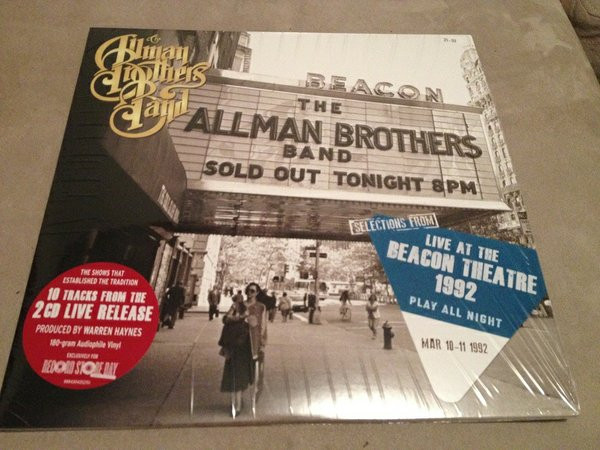 The
Allman
Brothers
Band
BEACON
THE
ALLMAN BROTHERS
BAND
SOLD OUT TONIGHT 8PM
SELECTIONS FROM
LIVE AT THE
BEACON THEATRE
1992
PLAY ALL NIGHT
MAR 10-11 1992
THE SHOWS THAT
ESTABLISHED THE TRADITION
10 TRACKS FROM THE
2CD LIVE RELEASE
PRODUCED BY WARREN HAYNES
180-gram Audiophile Vinyl
EXCLUSIVELY FOR
RECORD STORE DAY